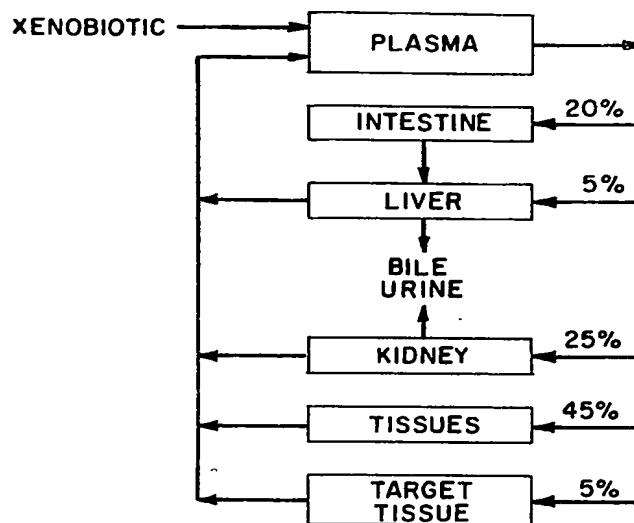 XENOBIOTIC
PLASMA
INTESTINE
20%
LIVER
5%
BILE
URINE
KIDNEY
25%
TISSUES
45%
TARGET
TISSUE
5%